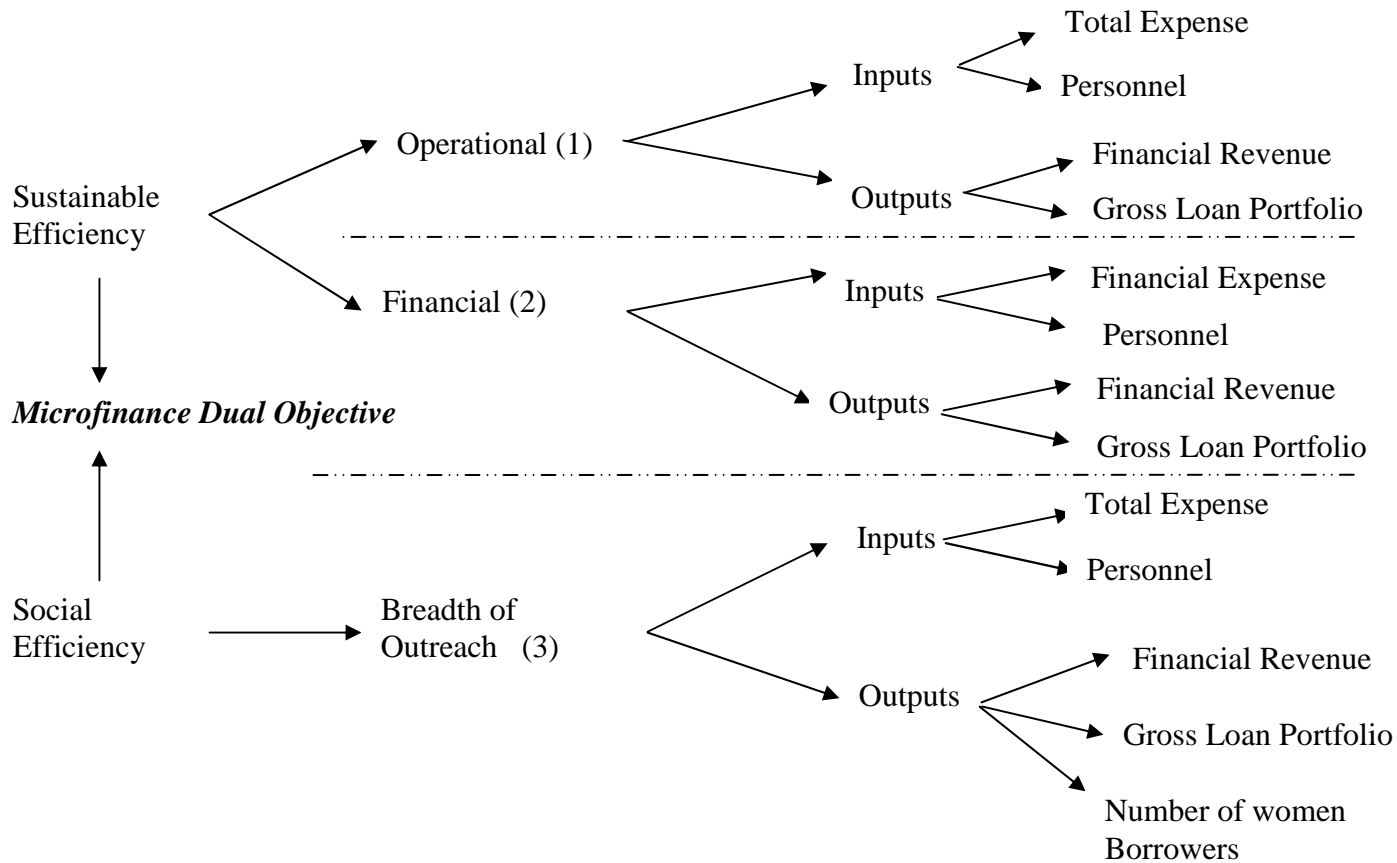 Total Expense
Inputs
Personnel
Operational (1)
Financial Revenue
Sustainable
Efficiency
Outputs
Gross Loan Portfolio
Financial Expense
Inputs
Financial (2)
Personnel
Financial Revenue
Outputs
Microfinance Dual Objective
Gross Loan Portfolio
Total Expense
Inputs
Personnel
Social
Efficiency
Breadth of
Outreach (3)
Financial Revenue
Outputs
Gross Loan Portfolio
Number of women
Borrowers